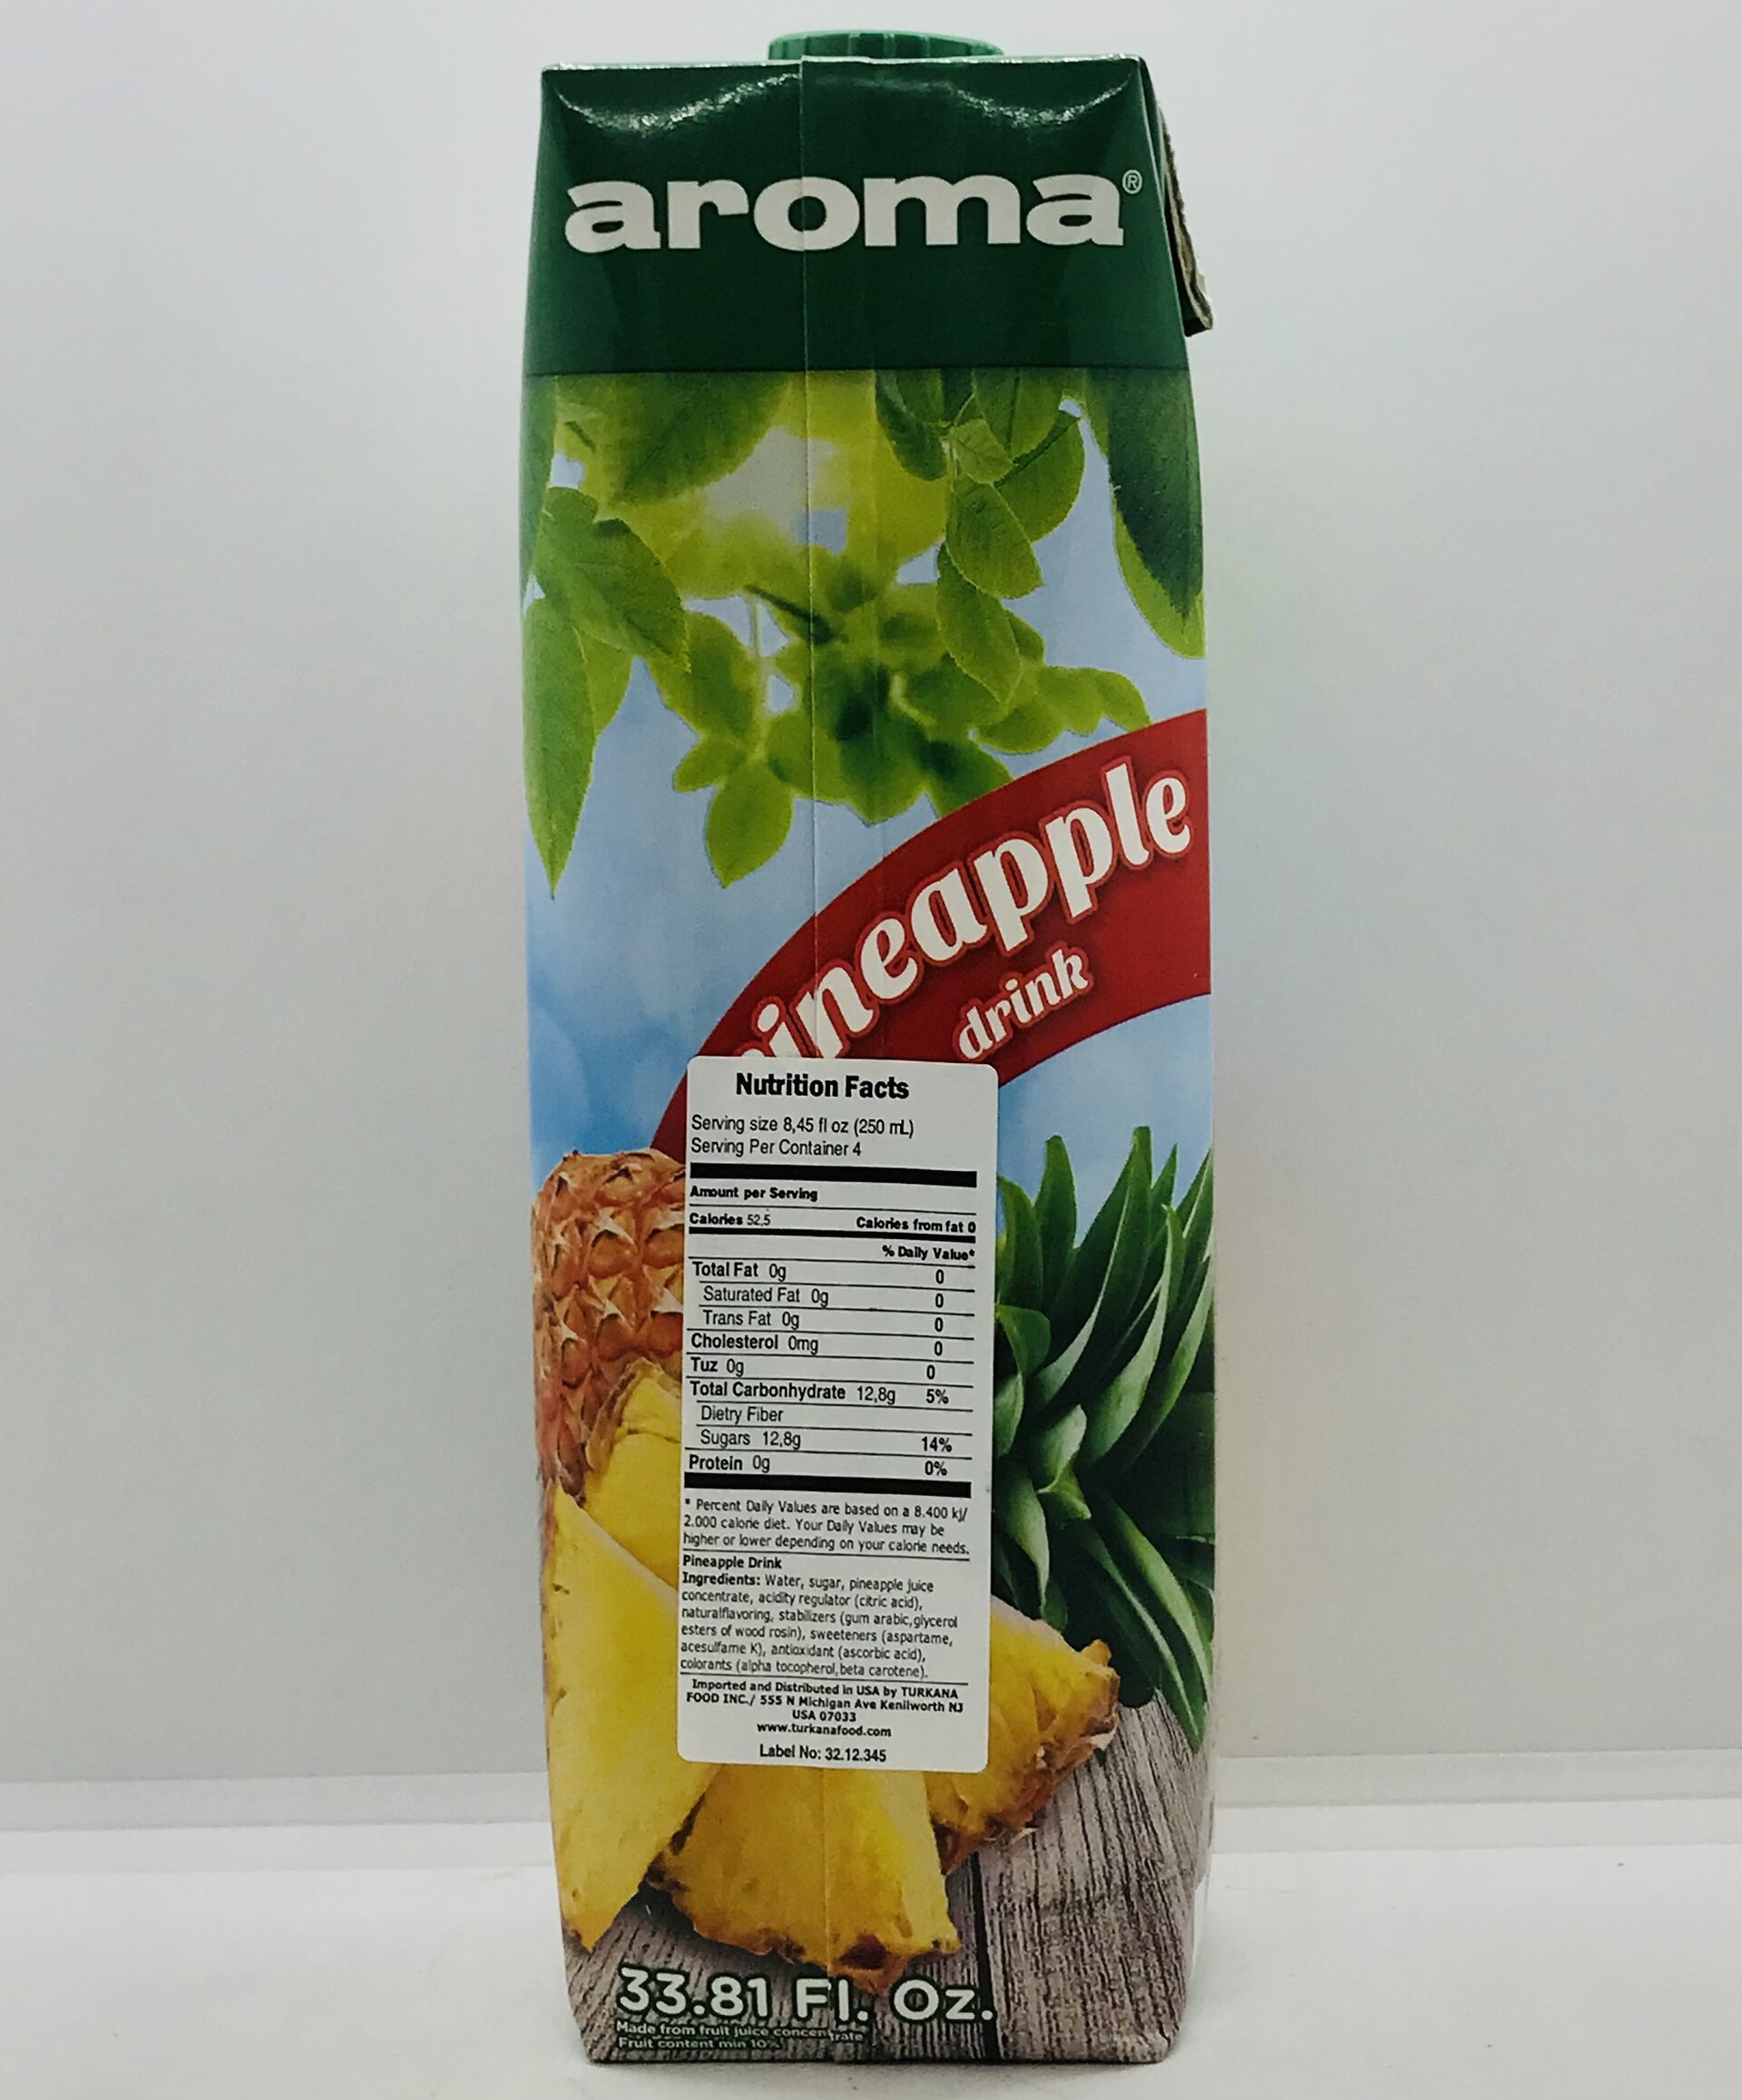 aroma®
ineapple
drink
Nutrition Facts
Serving size 8,45 fl oz (250 mL)
Serving Per Container 4
Amount per Serving
Calories 52,5 Calories from fat 0
% Daily Value*
Total Fat 0g 0
Saturated Fat 0g 0
Trans Fat 0g 0
Cholesterol 0mg 0
Tuz 0g 0
Total Carbonhydrate 12,8g 5%
Dietry Fiber
Sugars 12,8g 14%
Protein 0g 0%
* Percent Daily Values are based on a 8.400 kj/
2.000 calorie diet. Your Daily Values may be
higher or lower depending on your calorie needs.
Pineapple Drink
Ingredients: Water, sugar, pineapple juice
concentrate, acidity regulator (citric acid),
naturalflavoring, stabilizers (gum arabic,glycerol
esters of wood rosin), sweeteners (aspartame,
acesulfame K), antioxidant (ascorbic acid),
colorants (alpha tocopherol,beta carotene).
Imported and Distributed in USA by TURKANA
FOOD INC./ 555 N Michigan Ave Kenilworth NJ
USA 07033
www.turkanafood.com
Label No: 32.12.345
33.81 Fl. Oz.
Made from fruit juice concentrate
Fruit content min 10%